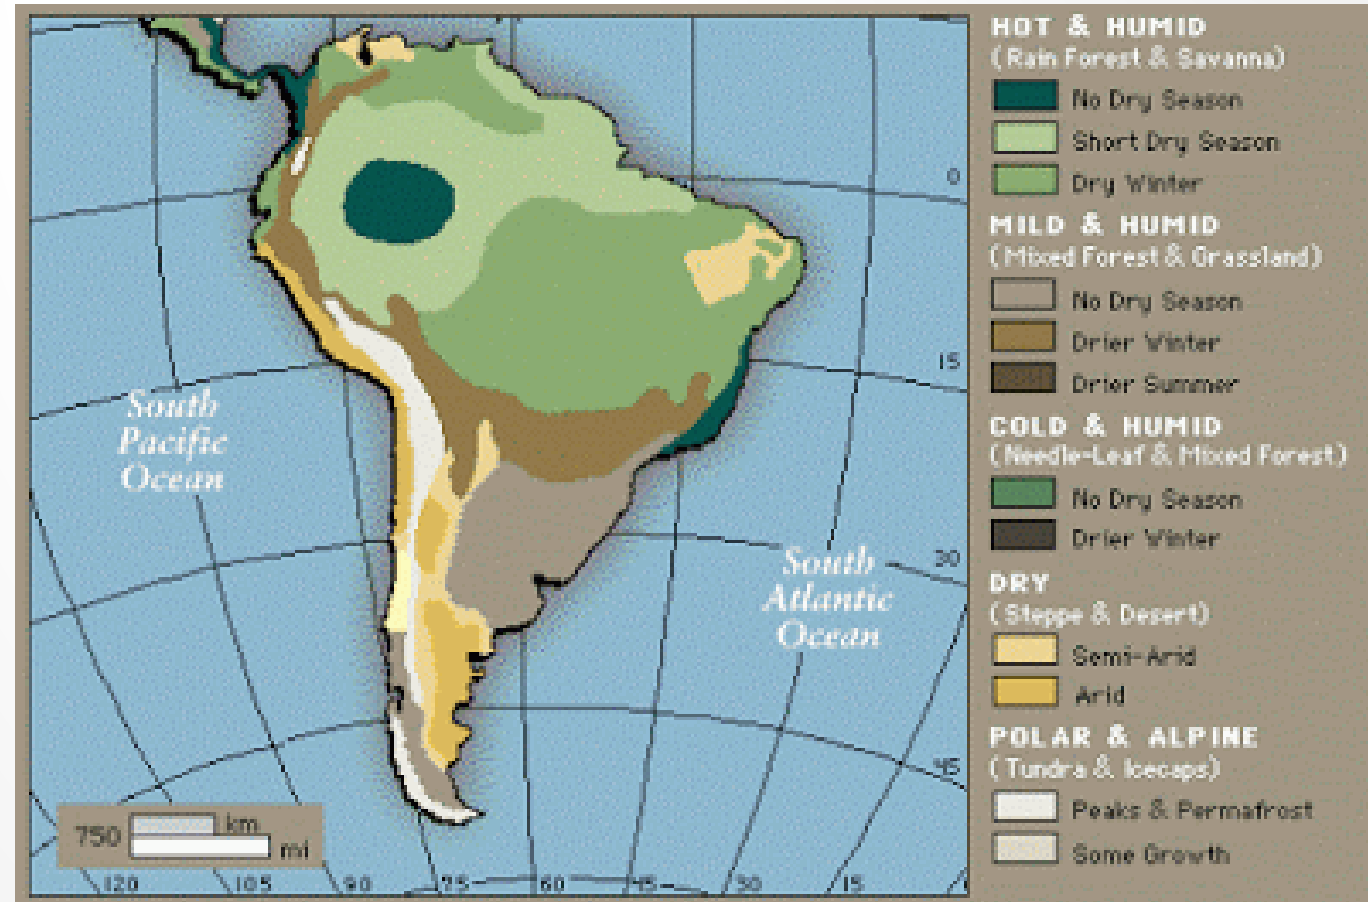 HOT & HUMID
(Rain Forest & Savanna)
No Dry Season
Short Dry Season
Dry Winter
MILD & HUMID
(Mixed Forest & Grassland)
No Dry Season
Drier Winter
Drier Summer
COLD & HUMID
(Needle-Leaf & Mixed Forest)
No Dry Season
Drier Winter
DRY
(Steppe & Desert)
Semi-Arid
Arid
POLAR & ALPINE
(Tundra & Icecaps)
Peaks & Permafrost
Some Growth
0
15
30
45
South
Pacific
Ocean
South
Atlantic
Ocean
750 km
mi
120 105 90 75 60 45 30 15